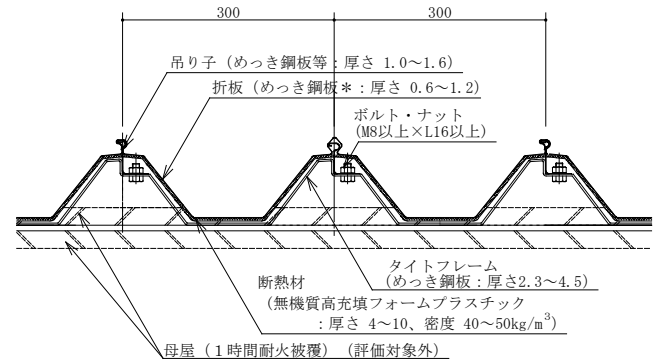 300
300
吊り子（めっき鋼板等：厚さ 1.0～1.6）
折板（めっき鋼板＊：厚さ 0.6～1.2）
ボルト・ナット
（M8以上×L16以上）
タイトフレーム
（めっき鋼板：厚さ2.3～4.5）
断熱材
（無機質高充填フォームプラスチック
：厚さ 4～10、密度 40～50kg/m³）
母屋（１時間耐火被覆）（評価対象外）